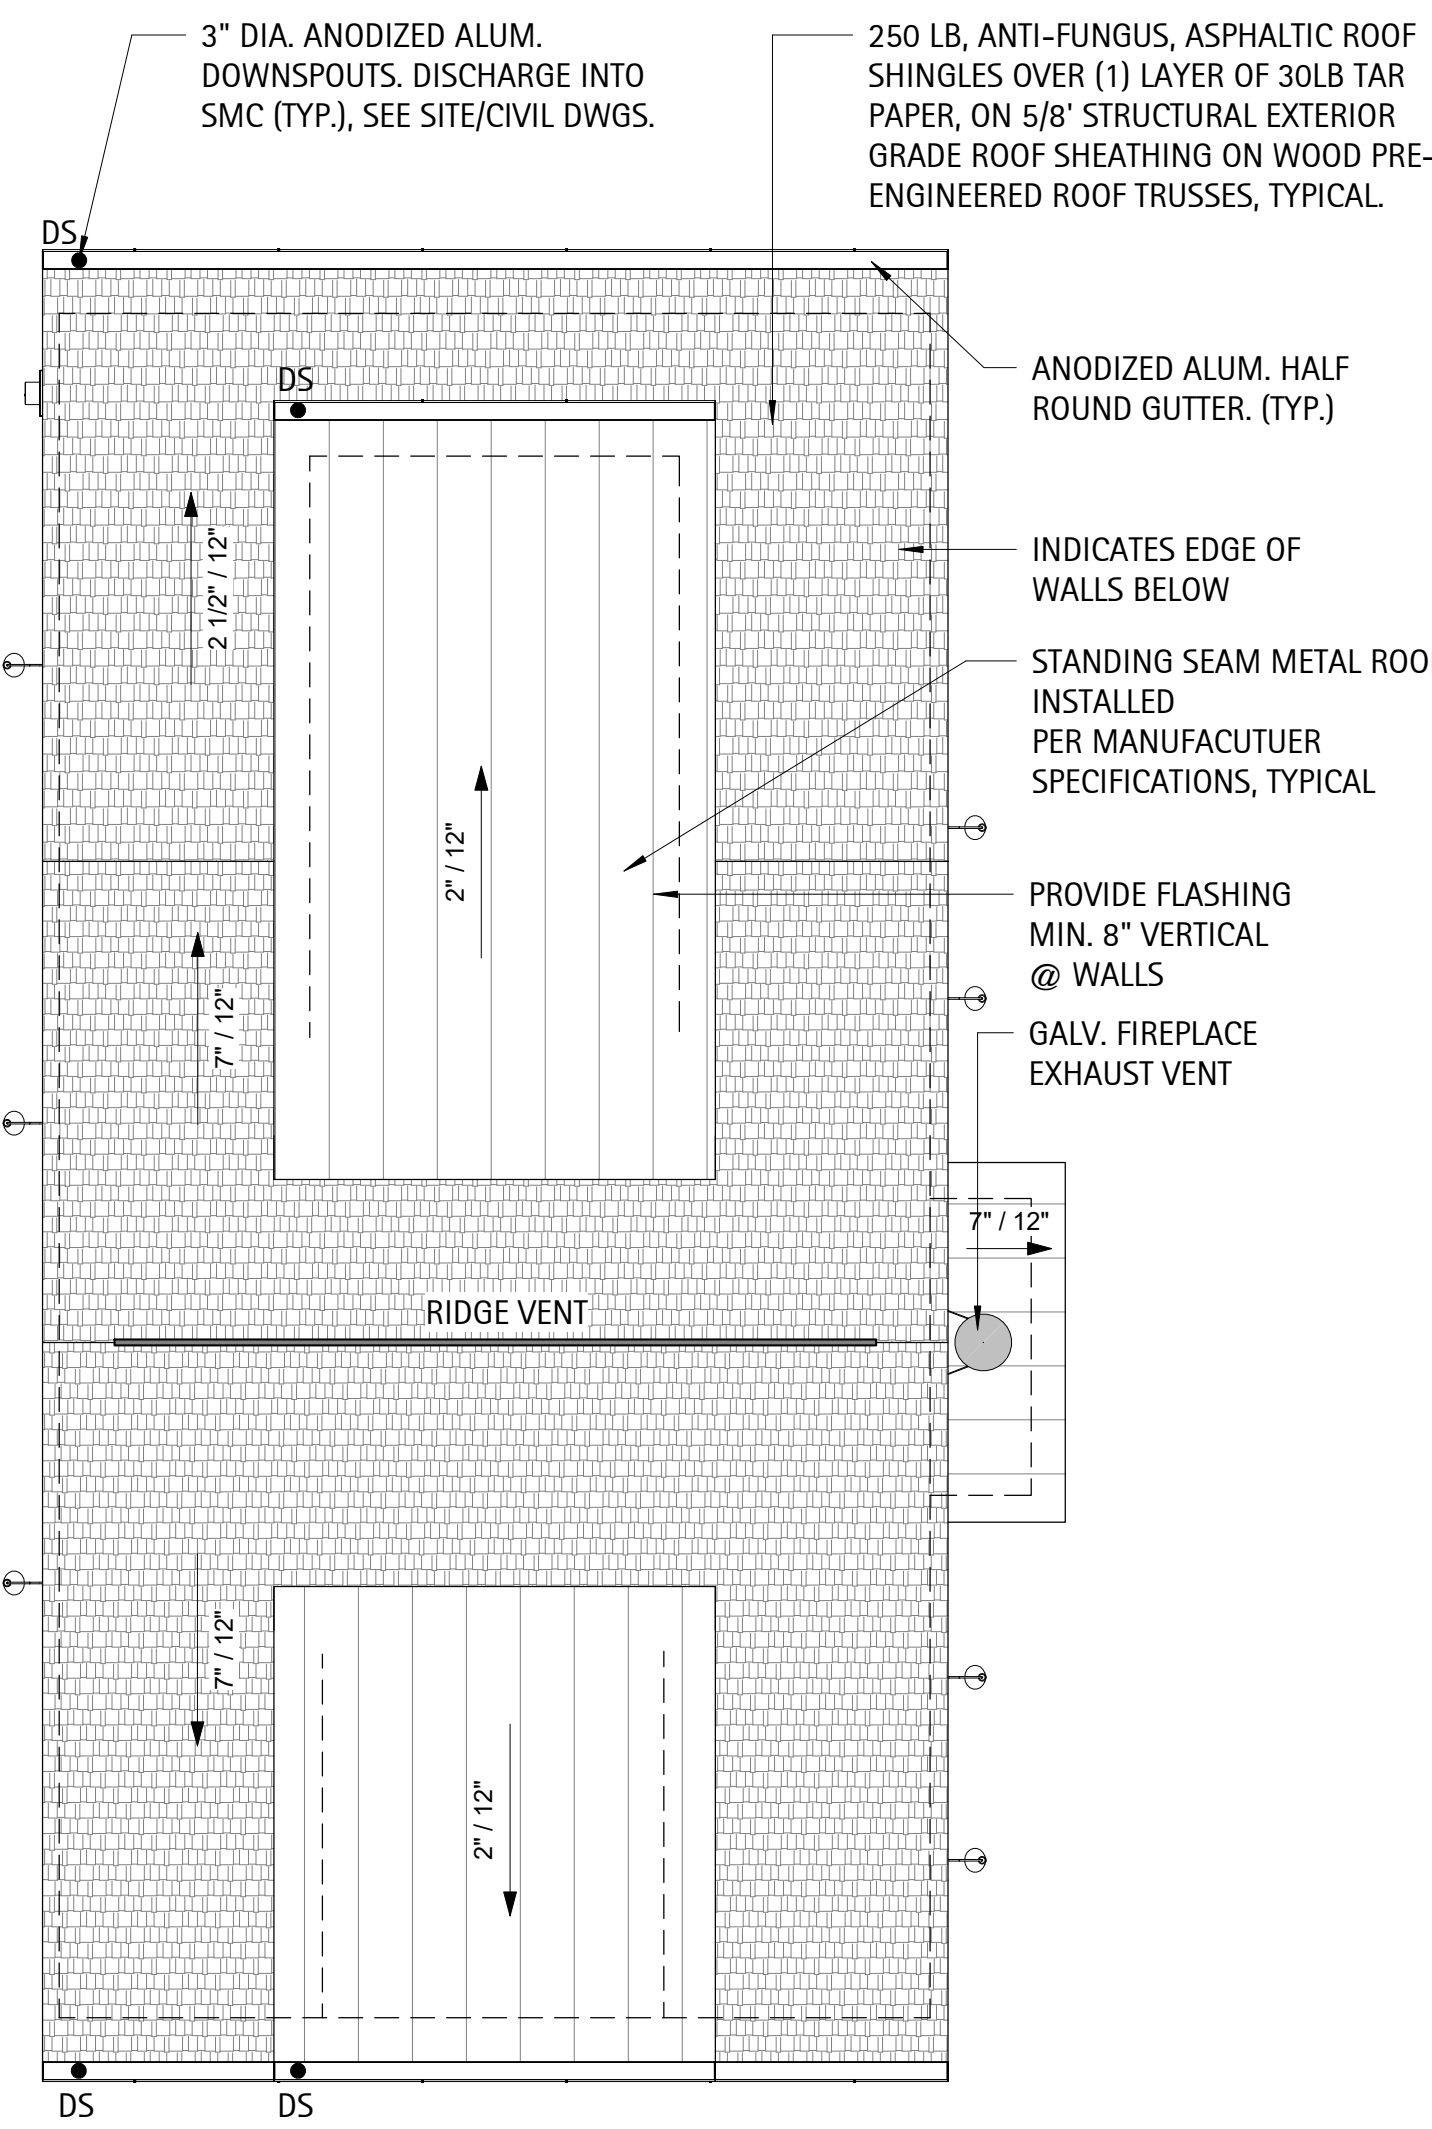 3" DIA. ANODIZED ALUM.
DOWNSPOUTS. DISCHARGE INTO
SMC (TYP.), SEE SITE/CIVIL DWGS.
250 LB, ANTI-FUNGUS, ASPHALTIC ROOF
SHINGLES OVER (1) LAYER OF 30LB TAR
PAPER, ON 5/8' STRUCTURAL EXTERIOR
GRADE ROOF SHEATHING ON WOOD PRE-
ENGINEERED ROOF TRUSSES, TYPICAL.
DS
DS
ANODIZED ALUM. HALF
ROUND GUTTER. (TYP.)
2 1/2" / 12"
INDICATES EDGE OF
WALLS BELOW
STANDING SEAM METAL
INSTALLED
PER MANUFACUTUER
SPECIFICATIONS, TYPICAL
2" / 12"
PROVIDE FLASHING
MIN. 8" VERTICAL
@ WALLS
7" / 12"
GALV. FIREPLACE
EXHAUST VENT
7" / 12"
RIDGE VENT
7" / 12"
2" / 12"
DS
DS